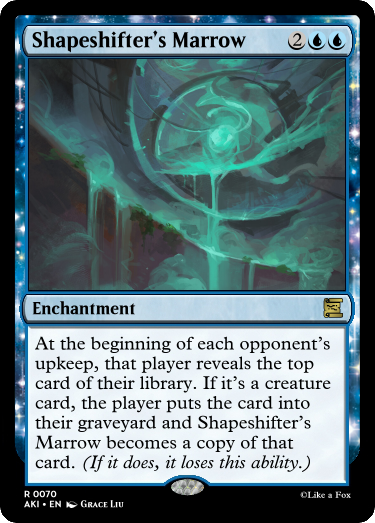 Shapeshifter's Marrow 2
Enchantment
At the beginning of each opponent's
upkeep, that player reveals the top
card of their library. If it's a creature
card, the player puts the card into
their graveyard and Shapeshifter's
Marrow becomes a copy of that
card. (If it does, it loses this ability.)
R 0070
AKI • EN Grace Liu
©Like a Fox